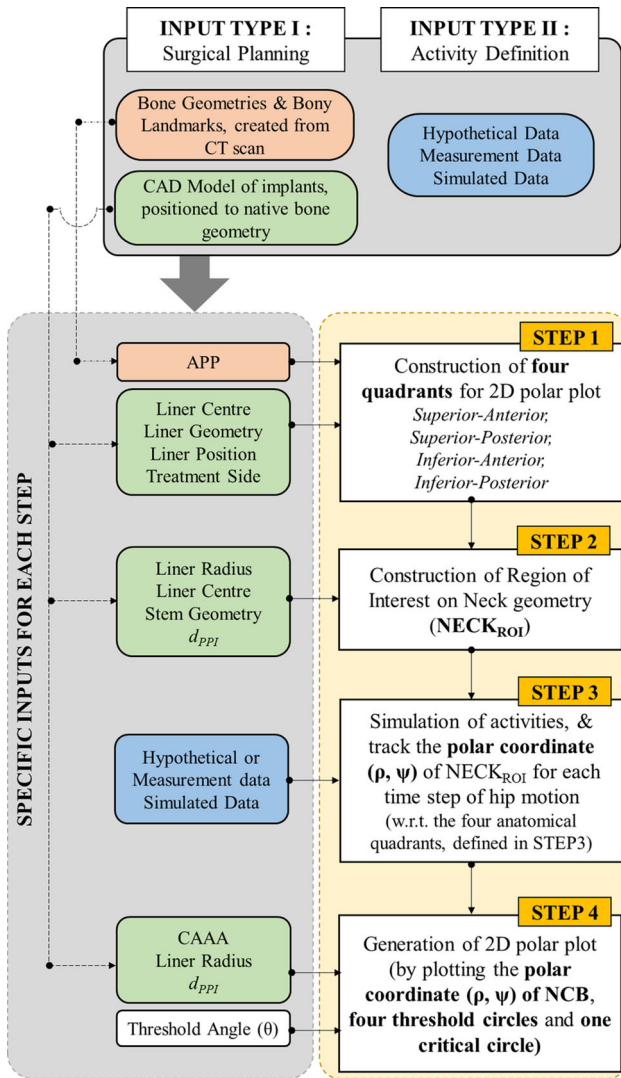 INPUT TYPE I :
Surgical Planning
INPUT TYPE II :
Activity Definition
Bone Geometries & Bony
Landmarks, created from
CT scan
CAD Model of implants,
positioned to native bone
geometry
Hypothetical Data
Measurement Data
Simulated Data
SPECIFIC INPUTS FOR EACH STEP
APP
Liner Centre
Liner Geometry
Liner Position
Treatment Side
STEP 1
Construction of four
quadrants for 2D polar plot
Superior-Anterior,
Superior-Posterior,
Inferior-Anterior,
Inferior-Posterior
Liner Radius
Liner Centre
Stem Geometry
d_PPI
STEP 2
Construction of Region of
Interest on Neck geometry
(NECK_ROI)
Hypothetical or
Measurement data
Simulated Data
STEP 3
Simulation of activities, &
track the polar coordinate
(ρ, ψ) of NECK_ROI for each
time step of hip motion
(w.r.t. the four anatomical
quadrants, defined in STEP3)
CAAA
Liner Radius
d_PPI
Threshold Angle (θ)
STEP 4
Generation of 2D polar plot
(by plotting the polar
coordinate (ρ, ψ) of NCB,
four threshold circles and one
critical circle)